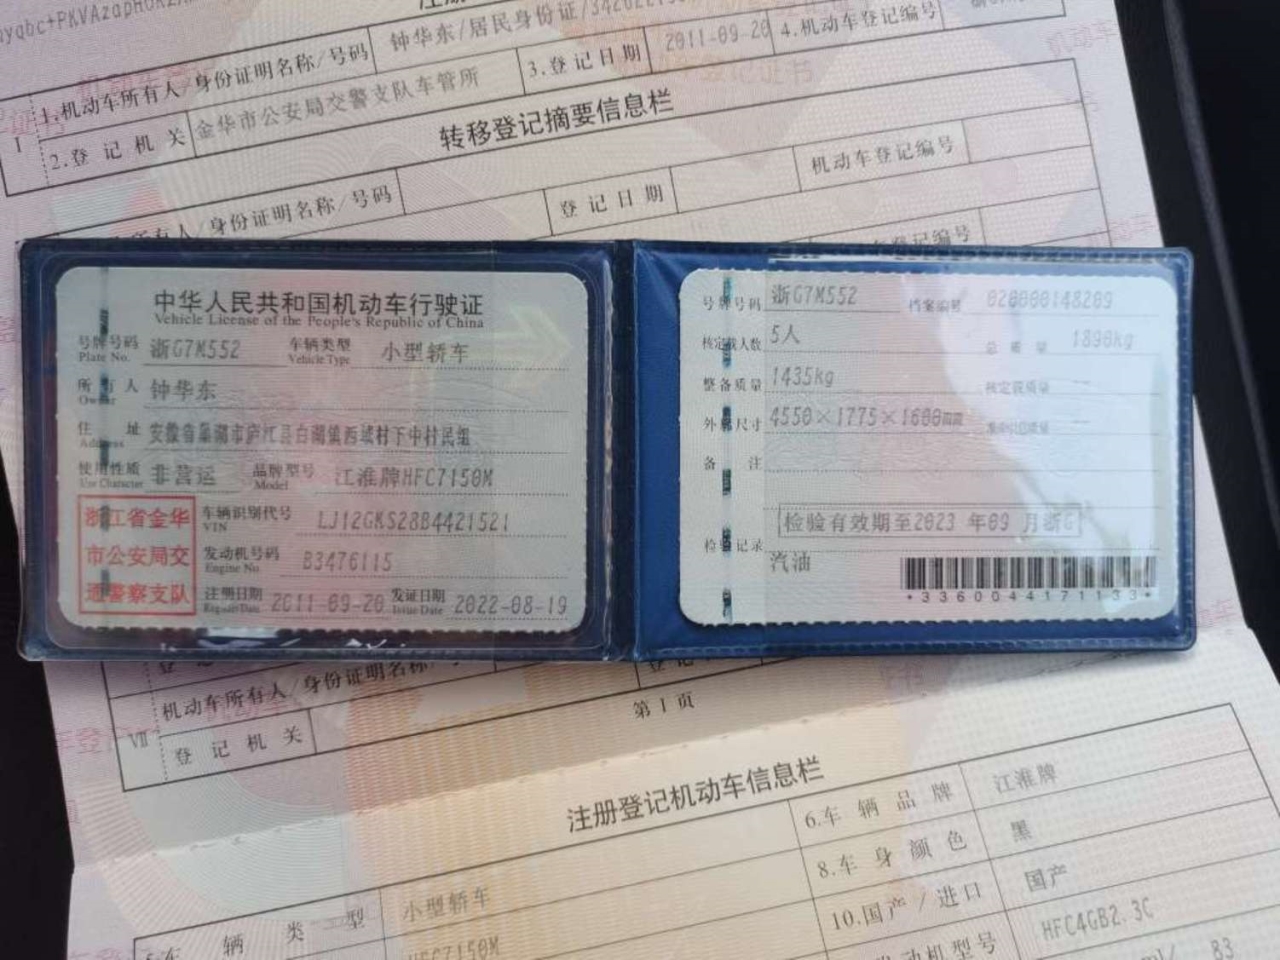 1.机动车所有人/身份证明名称/号码 钟华东/居民身份证/
2.登记机关 金华市公安局交警支队车管所 3.登记日期 2011-09-20 4.机动车登记编号
转移登记摘要信息栏
身份证明名称/号码 登记日期 机动车登记编号
中华人民共和国机动车行驶证
Vehicle License of the People's Republic of China
号牌号码 浙G7M552 车辆类型 小型轿车
Plate No. Vehicle Type
所有人 钟华东
Owner
住址 安徽省巢湖市庐江县白湖镇西城村下中村民组
Address
使用性质 非营运 品牌型号 江淮牌HFC7150M
Use Character Model
浙江省金华
市公安局交
通警察支队
车辆识别代号 LJ12GKS28B4421521
VIN
发动机号码 B3476115
Engine No.
注册日期 2011-09-20 发证日期 2022-08-19
Register Date Issue Date
号牌号码 浙G7M552 档案编号 020000148209
核定载人数 5人 总质量 1890kg
整备质量 1435kg 核定载质量
外廓尺寸 4550×1775×1600mm
备注
检验有效期至2023年09月浙G
检验记录
汽油
*3360044171133*
机动车所有人/身份证明名称/号码
VII
登记机关
第1页
注册登记机动车信息栏
5.车辆类型 小型轿车 6.车辆品牌 江淮牌
HFC7150M 8.车身颜色 黑
10.国产/进口 国产
发动机型号 HFC4GB2.3C
ml/ 83